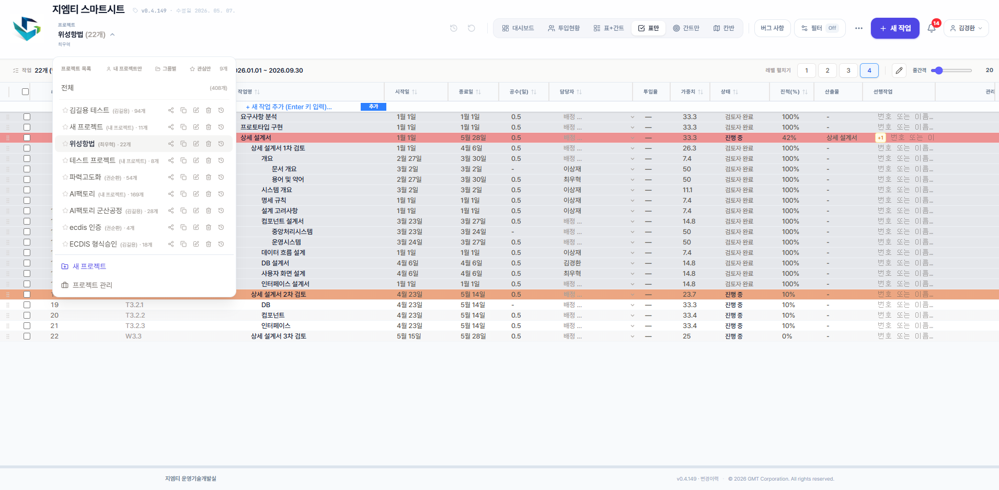 지엠티 스마트시트 v0.4.149 · 수정일 2026. 05. 07.
프로젝트
위성항법 (22개)
최우혁
대시보드 투입현황 표+간트 표만 간트만 칸반 버그 사항 필터 Off 새 작업 14 김경환
작업 22개 026.01.01 ~ 2026.09.30 레벨 펼치기 1 2 3 4 줄간격 20
프로젝트 목록 내 프로젝트만 그룹별 관심만 9개
전체 (408개)
김길용 테스트 (김길용) · 94개
새 프로젝트 (내 프로젝트) · 11개
위성항법 (최우혁) · 22개
테스트 프로젝트 (내 프로젝트) · 8개
파력고도화 (권순환) · 54개
AI팩토리 (내 프로젝트) · 169개
AI팩토리 군산공정 (김길용) · 28개
ecdis 인증 (권순환) · 4개
ECDIS 형식승인 (김길용) · 18개
새 프로젝트
프로젝트 관리
작업명 시작일 종료일 공수(일) 담당자 투입율 가중치 상태 진척(%) 산출물 선행작업 관리
+ 새 작업 추가 (Enter 키 입력)... 추가
요구사항 분석 1월 1일 1월 1일 0.5 배정 ... — 33.3 검토자 완료 100% - 번호 또는 이름…
프로토타입 구현 1월 1일 1월 1일 0.5 배정 ... — 33.3 검토자 완료 100% - 번호 또는 이름…
상세 설계서 1월 1일 5월 28일 0.5 배정 ... — 33.3 진행 중 42% 상세 설계서 +1 번호 또는 이
상세 설계서 1차 검토 1월 1일 4월 6일 0.5 배정 ... — 26.3 검토자 완료 100% - 번호 또는 이름…
개요 2월 27일 3월 30일 0.5 배정 ... — 7.4 검토자 완료 100% - 번호 또는 이름…
문서 개요 3월 2일 3월 2일 - 이상재 — 50 검토자 완료 100% - 번호 또는 이름…
용어 및 약어 2월 27일 3월 30일 0.5 최우혁 — 50 검토자 완료 100% - 번호 또는 이름…
시스템 개요 3월 2일 3월 2일 0.5 이상재 — 11.1 검토자 완료 100% - 번호 또는 이름…
명세 규칙 1월 1일 1월 1일 0.5 이상재 — 7.4 검토자 완료 100% - 번호 또는 이름…
설계 고려사항 1월 1일 1월 1일 0.5 이상재 — 7.4 검토자 완료 100% - 번호 또는 이름…
컴포넌트 설계서 3월 23일 3월 27일 0.5 배정 ... — 14.8 검토자 완료 100% - 번호 또는 이름…
중앙처리시스템 3월 23일 3월 24일 - 배정 ... — 50 검토자 완료 100% - 번호 또는 이름…
운영시스템 3월 24일 3월 27일 0.5 배정 ... — 50 검토자 완료 100% - 번호 또는 이름…
데이터 흐름 설계 1월 1일 1월 1일 0.5 이상재 — 7.4 검토자 완료 100% - 번호 또는 이름…
DB 설계서 4월 6일 4월 6일 0.5 김경환 — 14.8 검토자 완료 100% - 번호 또는 이름…
사용자 화면 설계 4월 6일 4월 6일 0.5 최우혁 — 14.8 검토자 완료 100% - 번호 또는 이름…
인터페이스 설계서 1월 1일 1월 1일 0.5 배정 ... — 14.8 검토자 완료 100% - 번호 또는 이름…
상세 설계서 2차 검토 4월 23일 5월 14일 0.5 배정 ... — 23.7 진행 중 10% - 번호 또는 이름…
19 T3.2.1 DB 4월 23일 5월 14일 - 배정 ... — 33.3 진행 중 10% - 번호 또는 이름…
20 T3.2.2 컴포넌트 4월 23일 5월 14일 0.5 배정 ... — 33.4 진행 중 10% - 번호 또는 이름…
21 T3.2.3 인터페이스 4월 23일 5월 14일 0.5 배정 ... — 33.4 진행 중 10% - 번호 또는 이름…
22 W3.3 상세 설계서 3차 검토 5월 15일 5월 28일 0.5 배정 ... — 25 진행 중 0% - 번호 또는 이름…
지엠티 운영기술개발실 v0.4.149 · 변경이력 · © 2026 GMT Corporation. All rights reserved.